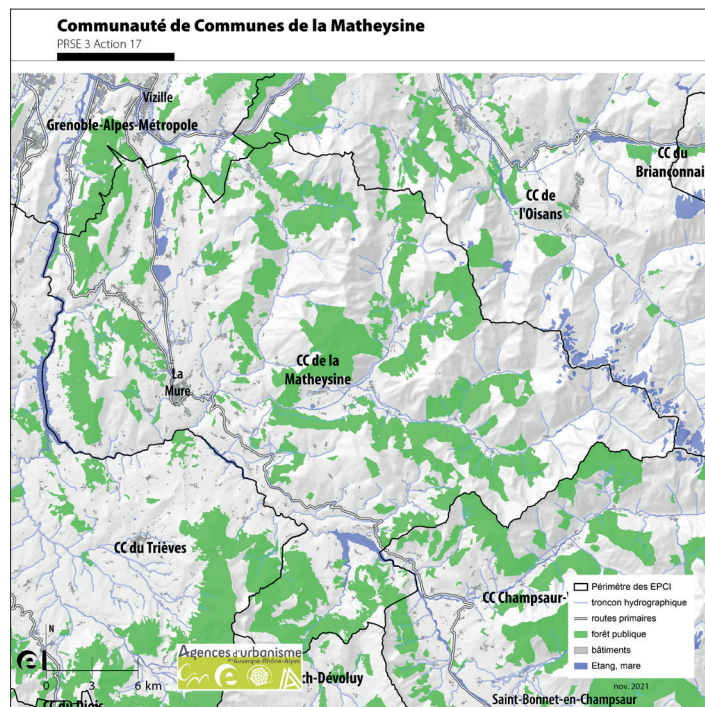 Communauté de Communes de la Matheysine
PRSE 3 Action 17
Vizille
Grenoble-Alpes-Métropole
CC du
Briançonnai
CC de
l'Oisans
CC de la
Matheysine
La
Mure
CC du Trièves
CC Champsaur-
Périmètre des EPCI
troncon hydrographique
routes primaires
forêt publique
bâtiments
Etang, mare
nov. 2021
N
0 3 6 km
Agences d'urbanisme
Auvergne-Rhône-Alpes
ch-Dévoluy
CC du Diois
Saint-Bonnet-en-Champsaur